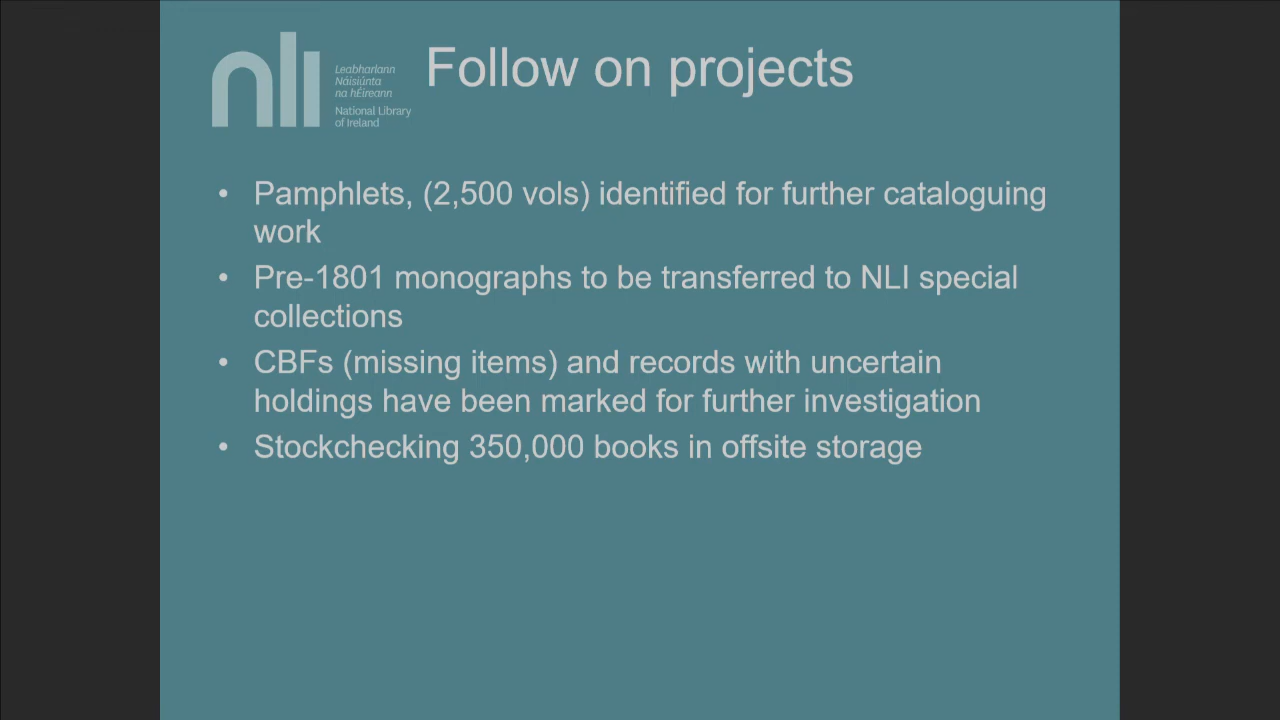 nli
Leabharlann
Náisiúnta
na hÉireann
National Library
of Ireland
Follow on projects
• Pamphlets, (2,500 vols) identified for further cataloguing
work
• Pre-1801 monographs to be transferred to NLI special
collections
• CBFs (missing items) and records with uncertain
holdings have been marked for further investigation
• Stockchecking 350,000 books in offsite storage